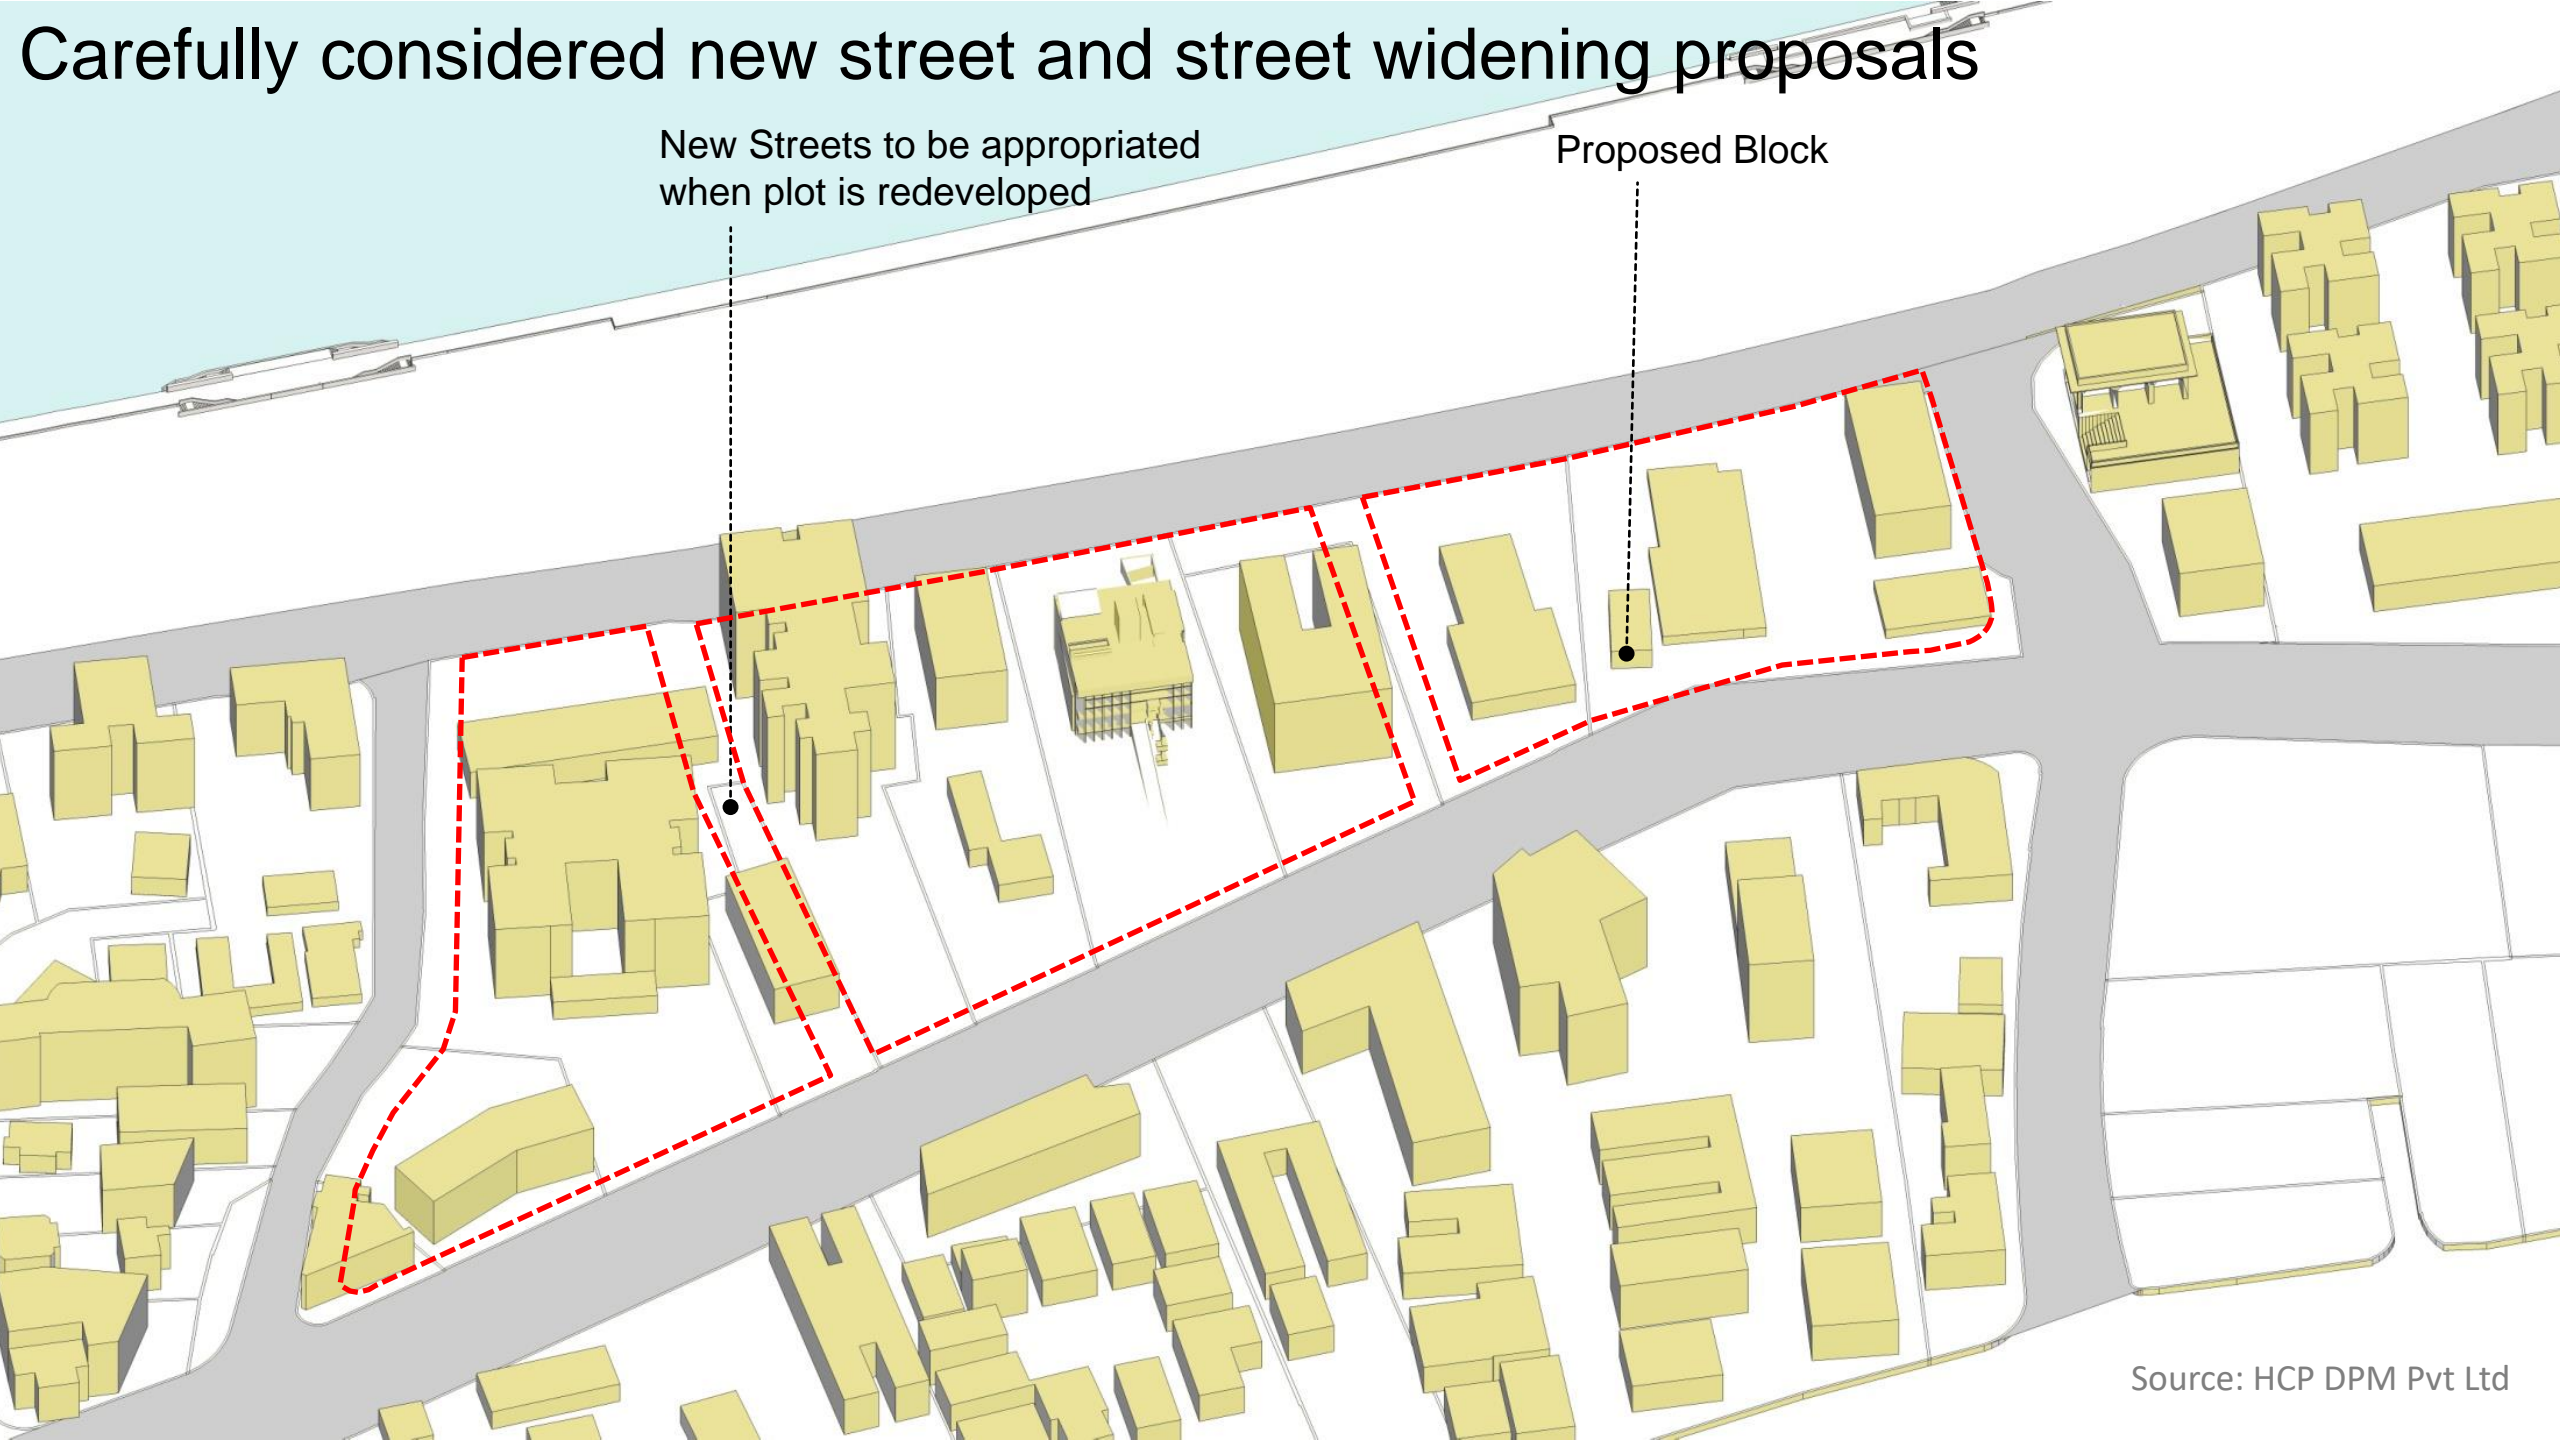 Carefully considered new street and street widening proposals
New Streets to be appropriated
when plot is redeveloped
Proposed Block
Source: HCP DPM Pvt Ltd